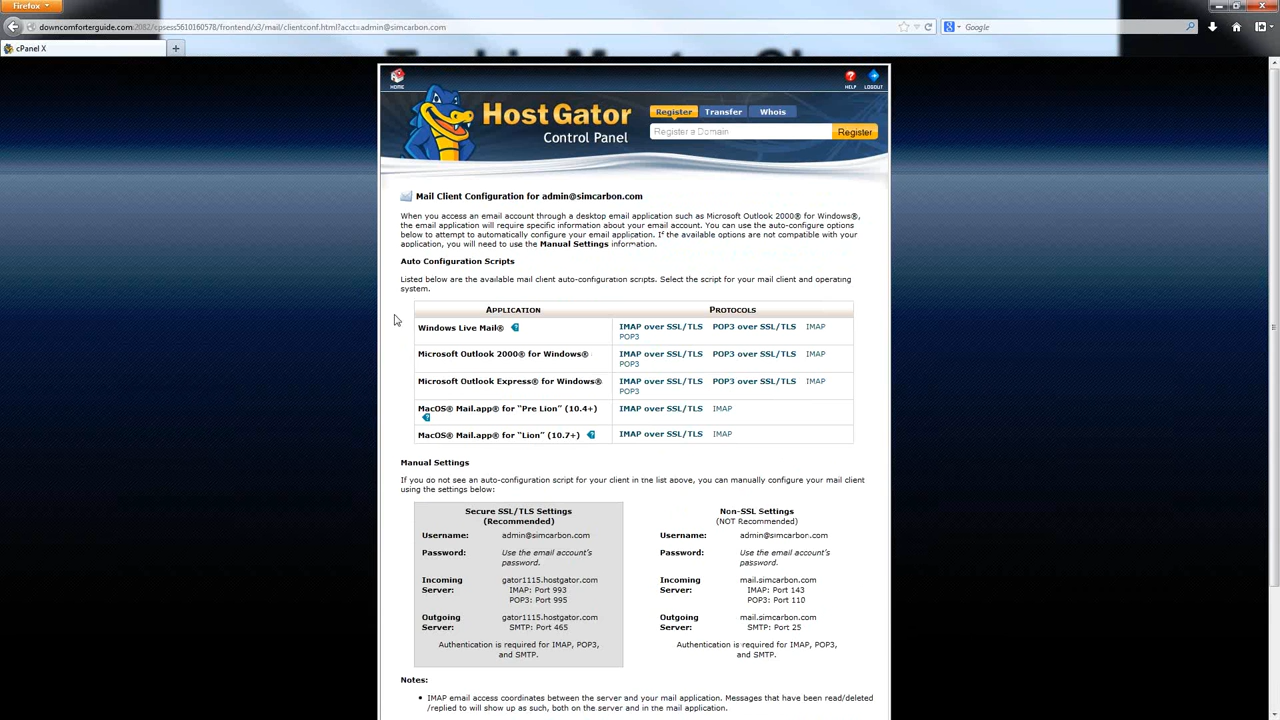 Firefox
downcomforterguide.com:2082/cpsess5610160578/frontend/x3/mail/clientconf.html?acct=admin@simcarbon.com
Google
cPanel X
HOME
HELP
LOGOUT
HostGator
Control Panel
Register
Transfer
Whois
Register a Domain
Register
Mail Client Configuration for admin@simcarbon.com
When you access an email account through a desktop email application such as Microsoft Outlook 2000® for Windows®,
the email application will require specific information about your email account. You can use the auto-configure options
below to attempt to automatically configure your email application. If the available options are not compatible with your
application, you will need to use the Manual Settings information.
Auto Configuration Scripts
Listed below are the available mail client auto-configuration scripts. Select the script for your mail client and operating
system.
APPLICATION PROTOCOLS
Windows Live Mail® IMAP over SSL/TLS POP3 over SSL/TLS IMAP
POP3
Microsoft Outlook 2000® for Windows® IMAP over SSL/TLS POP3 over SSL/TLS IMAP
POP3
Microsoft Outlook Express® for Windows® IMAP over SSL/TLS POP3 over SSL/TLS IMAP
POP3
MacOS® Mail.app® for “Pre Lion” (10.4+) IMAP over SSL/TLS IMAP
MacOS® Mail.app® for “Lion” (10.7+) IMAP over SSL/TLS IMAP
Manual Settings
If you do not see an auto-configuration script for your client in the list above, you can manually configure your mail client
using the settings below:
Secure SSL/TLS Settings
(Recommended)
Username: admin@simcarbon.com
Password: Use the email account's
password.
Incoming gator1115.hostgator.com
Server: IMAP: Port 993
POP3: Port 995
Outgoing gator1115.hostgator.com
Server: SMTP: Port 465
Authentication is required for IMAP, POP3,
and SMTP.
Non-SSL Settings
(NOT Recommended)
Username: admin@simcarbon.com
Password: Use the email account's
password.
Incoming mail.simcarbon.com
Server: IMAP: Port 143
POP3: Port 110
Outgoing mail.simcarbon.com
Server: SMTP: Port 25
Authentication is required for IMAP, POP3,
and SMTP.
Notes:
• IMAP email access coordinates between the server and your mail application. Messages that have been read/deleted
/replied to will show up as such, both on the server and in the mail application.